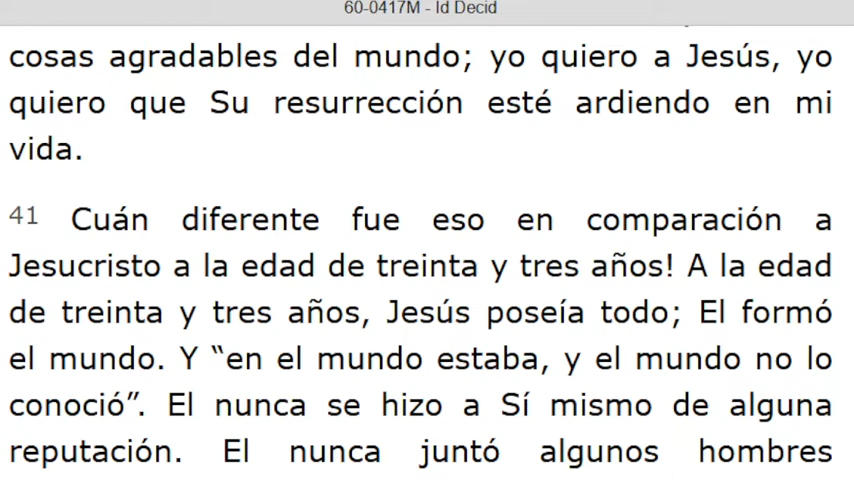 60-0417M - Id Decid
cosas agradables del mundo; yo quiero a Jesús, yo
quiero que Su resurrección esté ardiendo en mi
vida.
41 Cuán diferente fue eso en comparación a
Jesucristo a la edad de treinta y tres años! A la edad
de treinta y tres años, Jesús poseía todo; El formó
el mundo. Y “en el mundo estaba, y el mundo no lo
conoció”. El nunca se hizo a Sí mismo de alguna
reputación. El nunca juntó algunos hombres